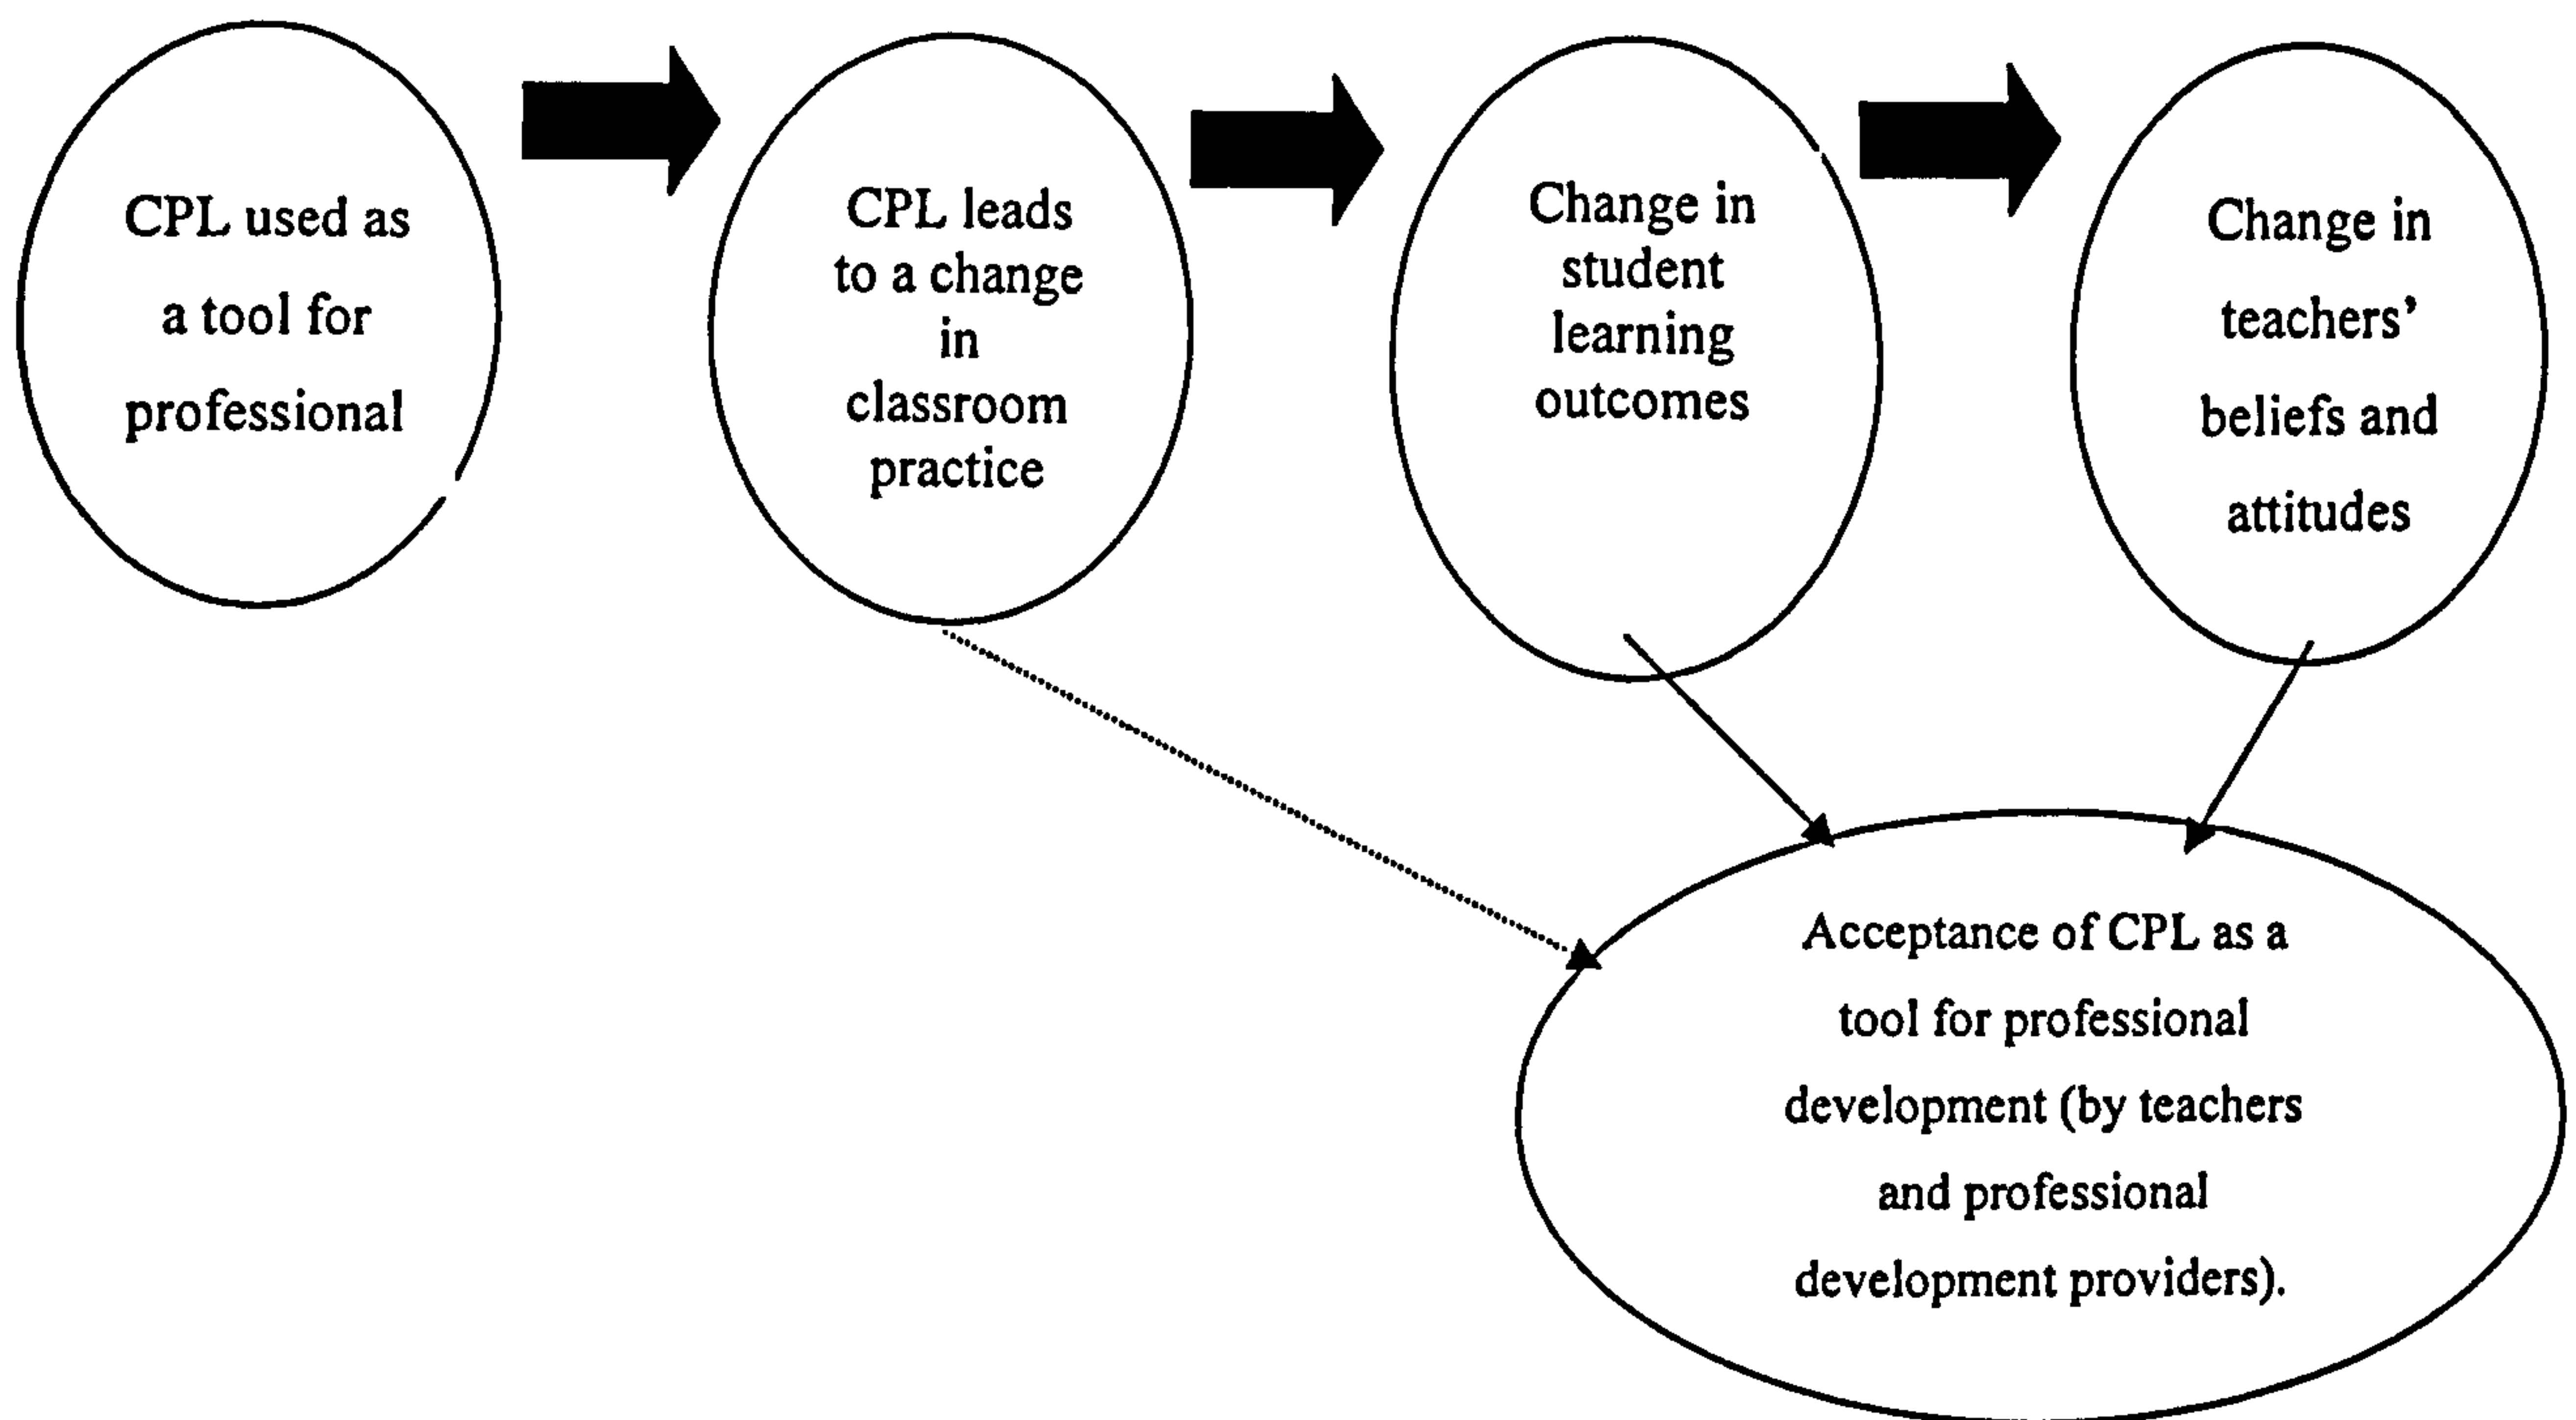 CPL used as
a tool for
professional
CPL leads
to a change
in
classroom
practice
Change in
student
learning
outcomes
Change in
teachers’
beliefs and
attitudes
Acceptance of CPL as a
tool for professional
development (by teachers
and professional
development providers).